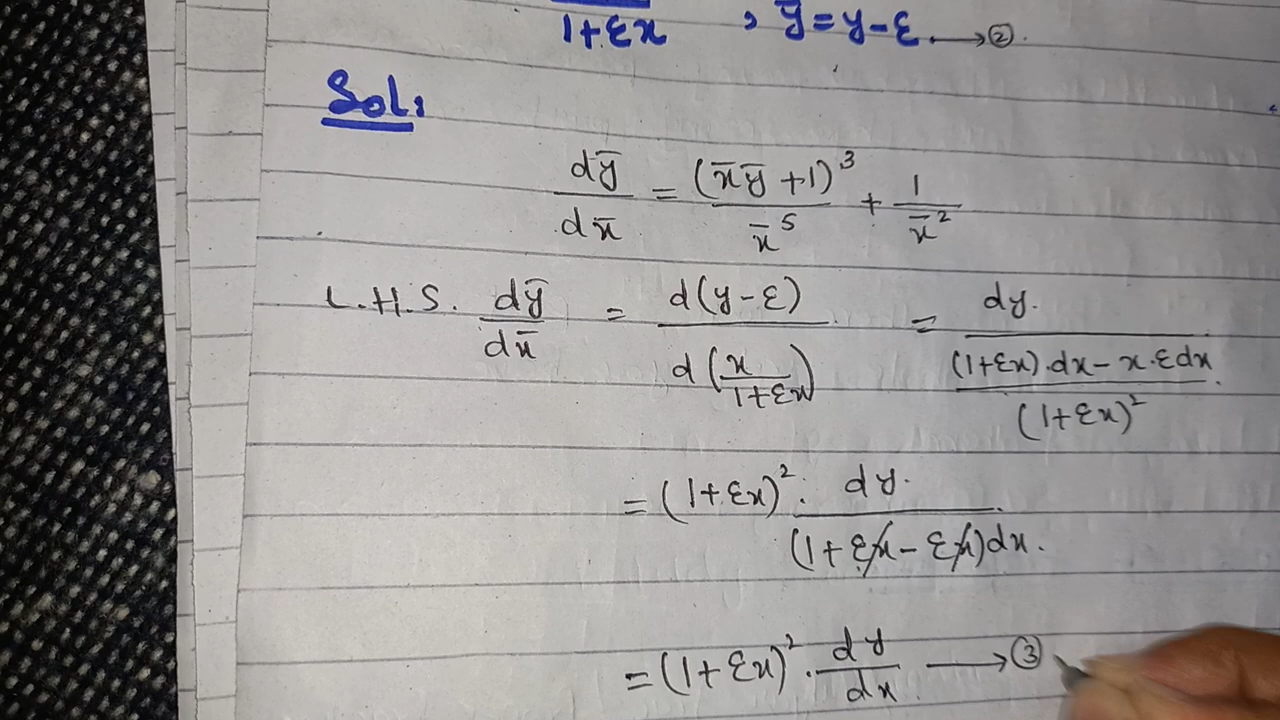 1+εx , ȳ = y-ε. → ②.
Sol:
dȳ/dx̄ = (x̄ȳ+1)³/x̄⁵ + 1/x̄²
L.H.S. dȳ/dx̄ = d(y-ε)/d(x/1+εx) = dy./((1+εx).dx - x.εdx/(1+εx)²)
= (1+εx)². dy./(1+εx-εx)dx.
= (1+εx)².dy/dx → ③